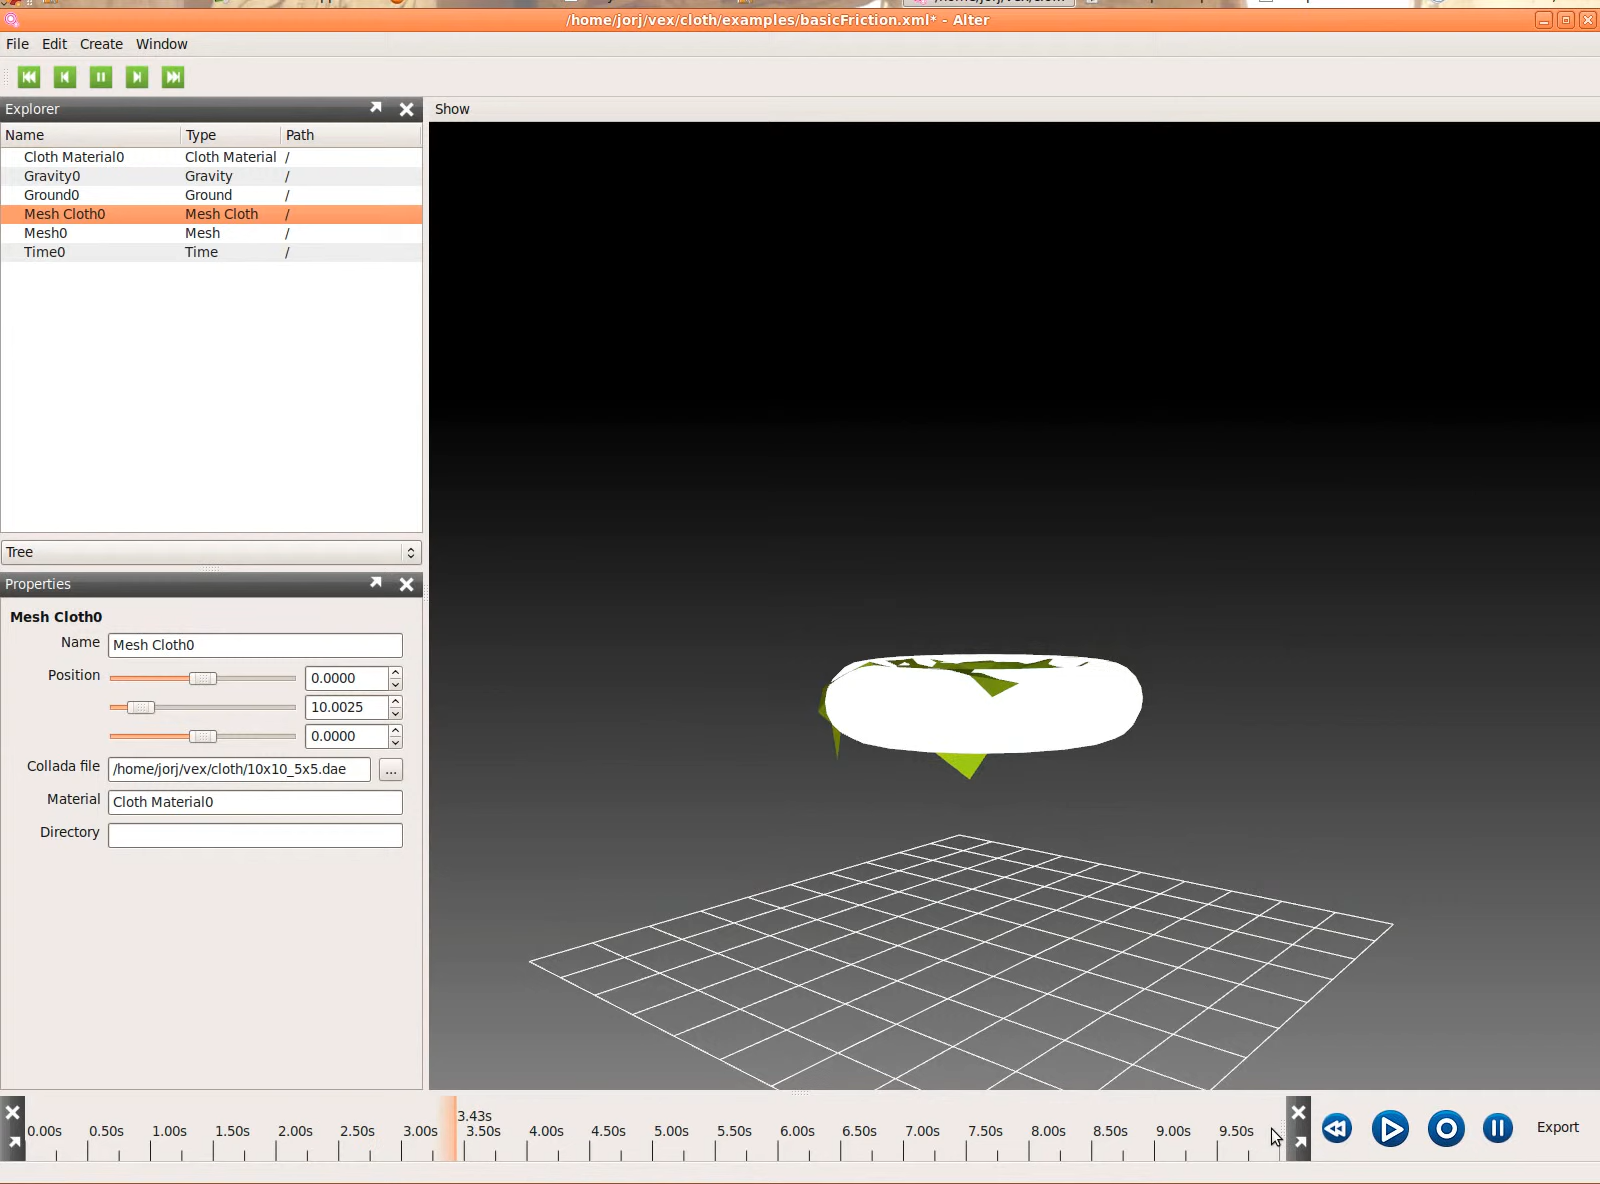 /home/jorj/vex/cloth/examples/basicFriction.xml* - Alter
File Edit Create Window
Explorer
Show
Name Type Path
Cloth Material0 Cloth Material /
Gravity0 Gravity /
Ground0 Ground /
Mesh Cloth0 Mesh Cloth /
Mesh0 Mesh /
Time0 Time /
Tree
Properties
Mesh Cloth0
Name Mesh Cloth0
Position 0.0000
10.0025
0.0000
Collada file /home/jorj/vex/cloth/10x10_5x5.dae ...
Material Cloth Material0
Directory
3.43s
0.00s 0.50s 1.00s 1.50s 2.00s 2.50s 3.00s 3.50s 4.00s 4.50s 5.00s 5.50s 6.00s 6.50s 7.00s 7.50s 8.00s 8.50s 9.00s 9.50s
Export